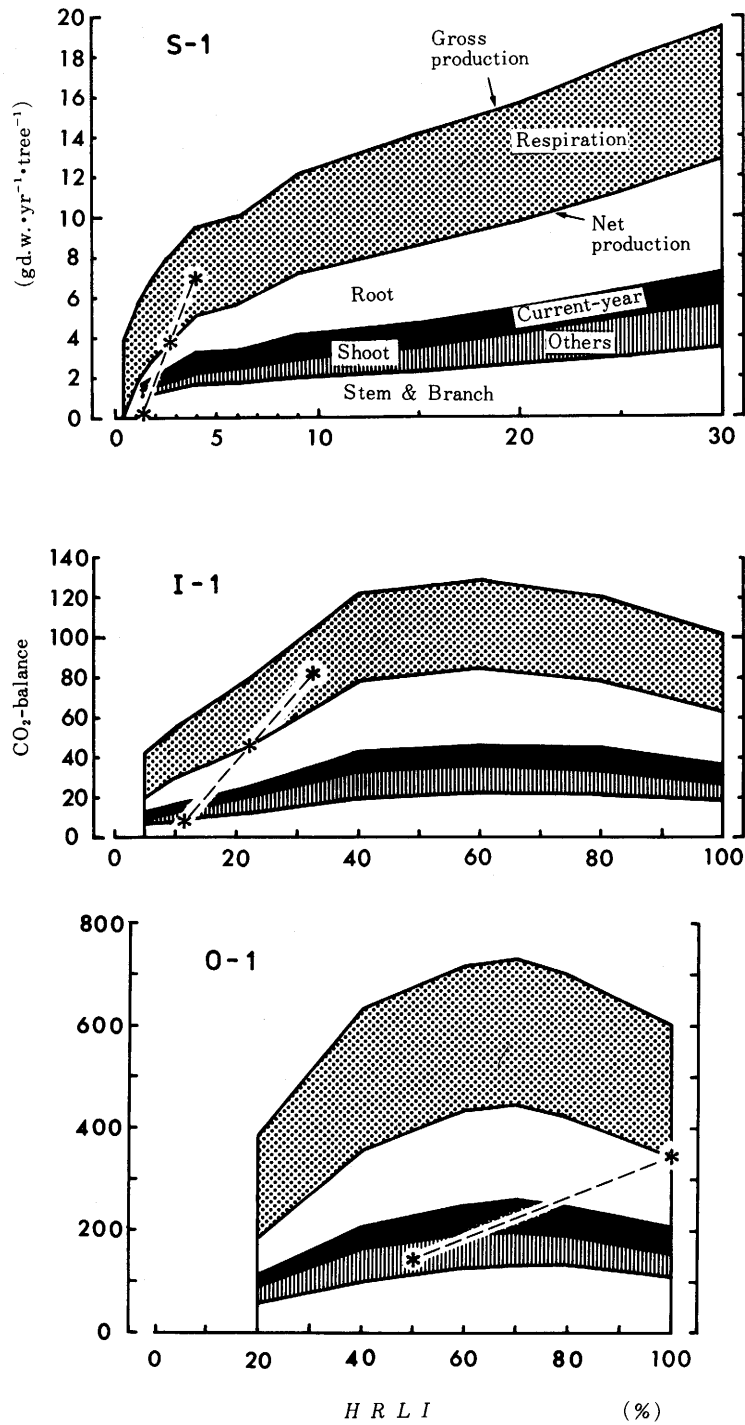 S-1
Gross
production
Respiration
Net
production
Root
Current-year
Shoot
Others
Stem & Branch
(gd.w.•yr⁻¹•tree⁻¹)
20
18
16
14
12
10
8
6
4
2
0
0 5 10 20 30
I-1
CO₂-balance
140
120
100
80
60
40
20
0
0 20 40 60 80 100
O-1
800
600
400
200
0
0 20 40 60 80 100
H R L I (%)